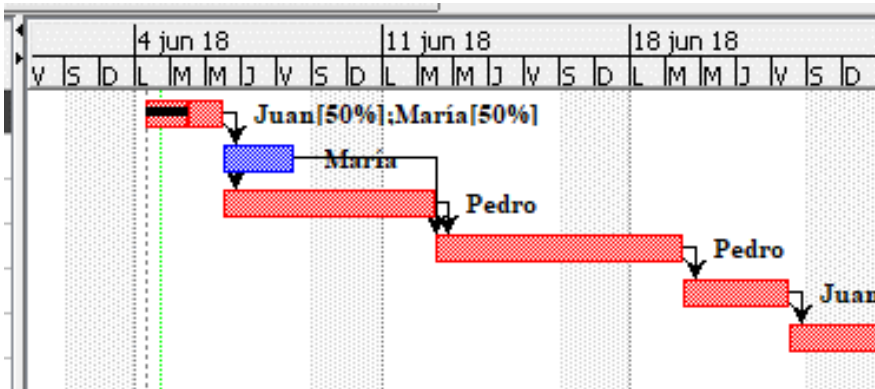 4 jun 18 11 jun 18 18 jun 18
V S D L M M J V S D L M M J V S D L M M J V S D
Juan[50%];María[50%]
María
Pedro
Pedro
Juan